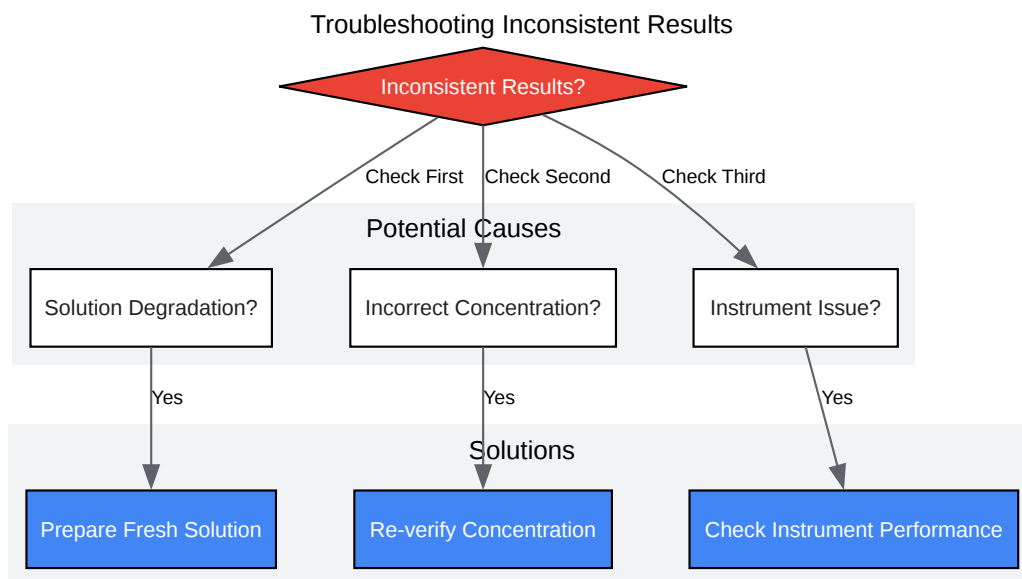 Troubleshooting Inconsistent Results
Inconsistent Results?
Check First
Check Second
Check Third
Potential Causes
Solution Degradation?
Incorrect Concentration?
Instrument Issue?
Yes
Yes
Yes
Solutions
Prepare Fresh Solution
Re-verify Concentration
Check Instrument Performance